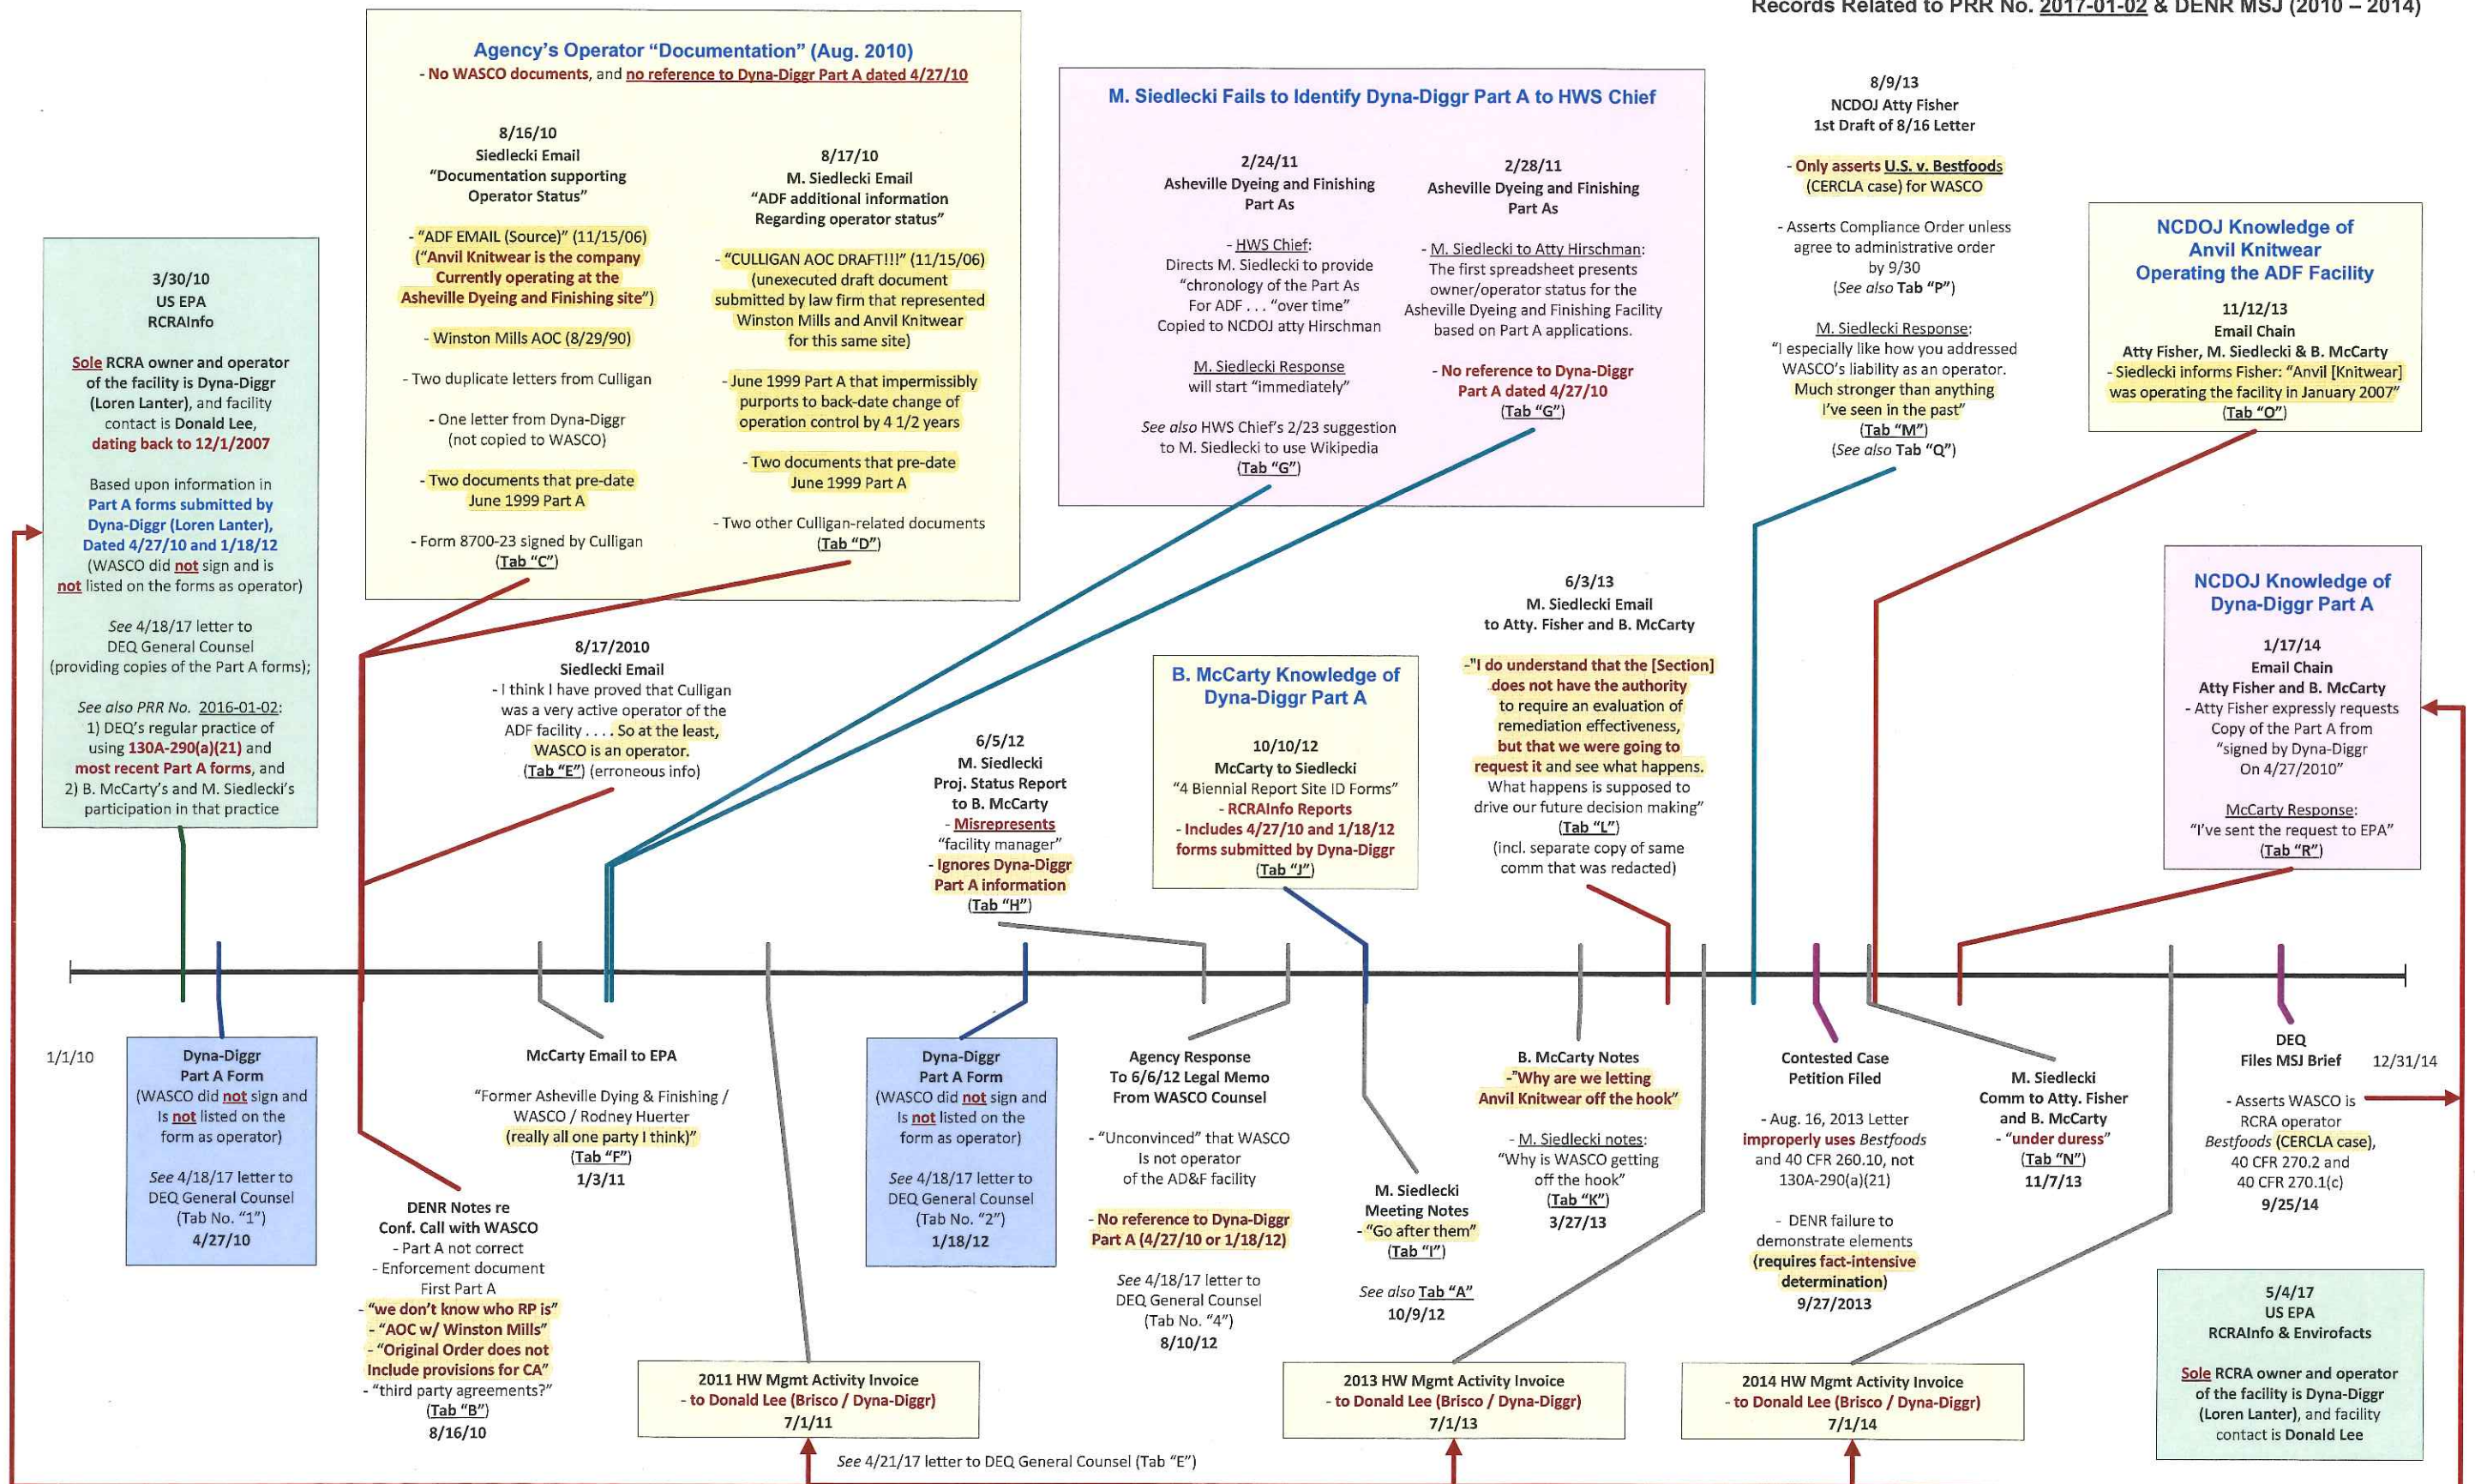 Records Related to PRR No. 2017-01-02 & DENR MSJ (2010 – 2014)
Agency's Operator "Documentation" (Aug. 2010)
- No WASCO documents, and no reference to Dyna-Diggr Part A dated 4/27/10
8/16/10
Siedlecki Email
"Documentation supporting
Operator Status"
- "ADF EMAIL (Source)" (11/15/06)
("Anvil Knitwear is the company
Currently operating at the
Asheville Dyeing and Finishing site")
- Winston Mills AOC (8/29/90)
- Two duplicate letters from Culligan
- One letter from Dyna-Diggr
(not copied to WASCO)
- Two documents that pre-date
June 1999 Part A
- Form 8700-23 signed by Culligan
(Tab "C")
8/17/10
M. Siedlecki Email
"ADF additional information
Regarding operator status"
- "CULLIGAN AOC DRAFT!!!" (11/15/06)
(unexecuted draft document
submitted by law firm that represented
Winston Mills and Anvil Knitwear
for this same site)
- June 1999 Part A that impermissibly
purports to back-date change of
operation control by 4 1/2 years
- Two documents that pre-date
June 1999 Part A
- Two other Culligan-related documents
(Tab "D")
M. Siedlecki Fails to Identify Dyna-Diggr Part A to HWS Chief
2/24/11
Asheville Dyeing and Finishing
Part As
- HWS Chief:
Directs M. Siedlecki to provide
"chronology of the Part As
For ADF . . . "over time"
Copied to NCDOJ atty Hirschman
M. Siedlecki Response
will start "immediately"
See also HWS Chief's 2/23 suggestion
to M. Siedlecki to use Wikipedia
(Tab "G")
2/28/11
Asheville Dyeing and Finishing
Part As
- M. Siedlecki to Atty Hirschman:
The first spreadsheet presents
owner/operator status for the
Asheville Dyeing and Finishing Facility
based on Part A applications.
- No reference to Dyna-Diggr
Part A dated 4/27/10
(Tab "G")
8/9/13
NCDOJ Atty Fisher
1st Draft of 8/16 Letter
- Only asserts U.S. v. Bestfoods
(CERCLA case) for WASCO
- Asserts Compliance Order unless
agree to administrative order
by 9/30
(See also Tab "P")
M. Siedlecki Response:
"I especially like how you addressed
WASCO's liability as an operator.
Much stronger than anything
I've seen in the past"
(Tab "M")
(See also Tab "Q")
NCDOJ Knowledge of
Anvil Knitwear
Operating the ADF Facility
11/12/13
Email Chain
Atty Fisher, M. Siedlecki & B. McCarty
- Siedlecki informs Fisher: "Anvil [Knitwear]
was operating the facility in January 2007"
(Tab "O")
3/30/10
US EPA
RCRAInfo
Sole RCRA owner and operator
of the facility is Dyna-Diggr
(Loren Lanter), and facility
contact is Donald Lee,
dating back to 12/1/2007
Based upon information in
Part A forms submitted by
Dyna-Diggr (Loren Lanter),
Dated 4/27/10 and 1/18/12
(WASCO did not sign and is
not listed on the forms as operator)
See 4/18/17 letter to
DEQ General Counsel
(providing copies of the Part A forms);
See also PRR No. 2016-01-02:
1) DEQ's regular practice of
using 130A-290(a)(21) and
most recent Part A forms, and
2) B. McCarty's and M. Siedlecki's
participation in that practice
8/17/2010
Siedlecki Email
- I think I have proved that Culligan
was a very active operator of the
ADF facility . . . . So at the least,
WASCO is an operator.
(Tab "E") (erroneous info)
6/5/12
M. Siedlecki
Proj. Status Report
to B. McCarty
- Misrepresents
"facility manager"
- Ignores Dyna-Diggr
Part A information
(Tab "H")
B. McCarty Knowledge of
Dyna-Diggr Part A
10/10/12
McCarty to Siedlecki
"4 Biennial Report Site ID Forms"
- RCRAInfo Reports
- Includes 4/27/10 and 1/18/12
forms submitted by Dyna-Diggr
(Tab "J")
6/3/13
M. Siedlecki Email
to Atty. Fisher and B. McCarty
-"I do understand that the [Section]
does not have the authority
to require an evaluation of
remediation effectiveness,
but that we were going to
request it and see what happens.
What happens is supposed to
drive our future decision making"
(Tab "L")
(incl. separate copy of same
comm that was redacted)
NCDOJ Knowledge of
Dyna-Diggr Part A
1/17/14
Email Chain
Atty Fisher and B. McCarty
- Atty Fisher expressly requests
Copy of the Part A from
"signed by Dyna-Diggr
On 4/27/2010"
McCarty Response:
"I've sent the request to EPA"
(Tab "R")
1/1/10
Dyna-Diggr
Part A Form
(WASCO did not sign and
Is not listed on the
form as operator)
See 4/18/17 letter to
DEQ General Counsel
(Tab No. "1")
4/27/10
DENR Notes re
Conf. Call with WASCO
- Part A not correct
- Enforcement document
First Part A
- "we don't know who RP is"
- "AOC w/ Winston Mills"
- "Original Order does not
Include provisions for CA"
- "third party agreements?"
(Tab "B")
8/16/10
McCarty Email to EPA
"Former Asheville Dying & Finishing /
WASCO / Rodney Huerter
(really all one party I think)"
(Tab "F")
1/3/11
2011 HW Mgmt Activity Invoice
- to Donald Lee (Brisco / Dyna-Diggr)
7/1/11
Dyna-Diggr
Part A Form
(WASCO did not sign and
Is not listed on the
form as operator)
See 4/18/17 letter to
DEQ General Counsel
(Tab No. "2")
1/18/12
Agency Response
To 6/6/12 Legal Memo
From WASCO Counsel
- "Unconvinced" that WASCO
Is not operator
of the AD&F facility
- No reference to Dyna-Diggr
Part A (4/27/10 or 1/18/12)
See 4/18/17 letter to
DEQ General Counsel
(Tab No. "4")
8/10/12
M. Siedlecki
Meeting Notes
- "Go after them"
(Tab "I")
See also Tab "A"
10/9/12
B. McCarty Notes
-"Why are we letting
Anvil Knitwear off the hook"
- M. Siedlecki notes:
"Why is WASCO getting
off the hook"
(Tab "K")
3/27/13
2013 HW Mgmt Activity Invoice
- to Donald Lee (Brisco / Dyna-Diggr)
7/1/13
Contested Case
Petition Filed
- Aug. 16, 2013 Letter
improperly uses Bestfoods
and 40 CFR 260.10, not
130A-290(a)(21)
- DENR failure to
demonstrate elements
(requires fact-intensive
determination)
9/27/2013
M. Siedlecki
Comm to Atty. Fisher
and B. McCarty
- "under duress"
(Tab "N")
11/7/13
2014 HW Mgmt Activity Invoice
- to Donald Lee (Brisco / Dyna-Diggr)
7/1/14
DEQ
Files MSJ Brief
- Asserts WASCO is
RCRA operator
Bestfoods (CERCLA case),
40 CFR 270.2 and
40 CFR 270.1(c)
9/25/14
12/31/14
5/4/17
US EPA
RCRAInfo & Envirofacts
Sole RCRA owner and operator
of the facility is Dyna-Diggr
(Loren Lanter), and facility
contact is Donald Lee
See 4/21/17 letter to DEQ General Counsel (Tab "E")